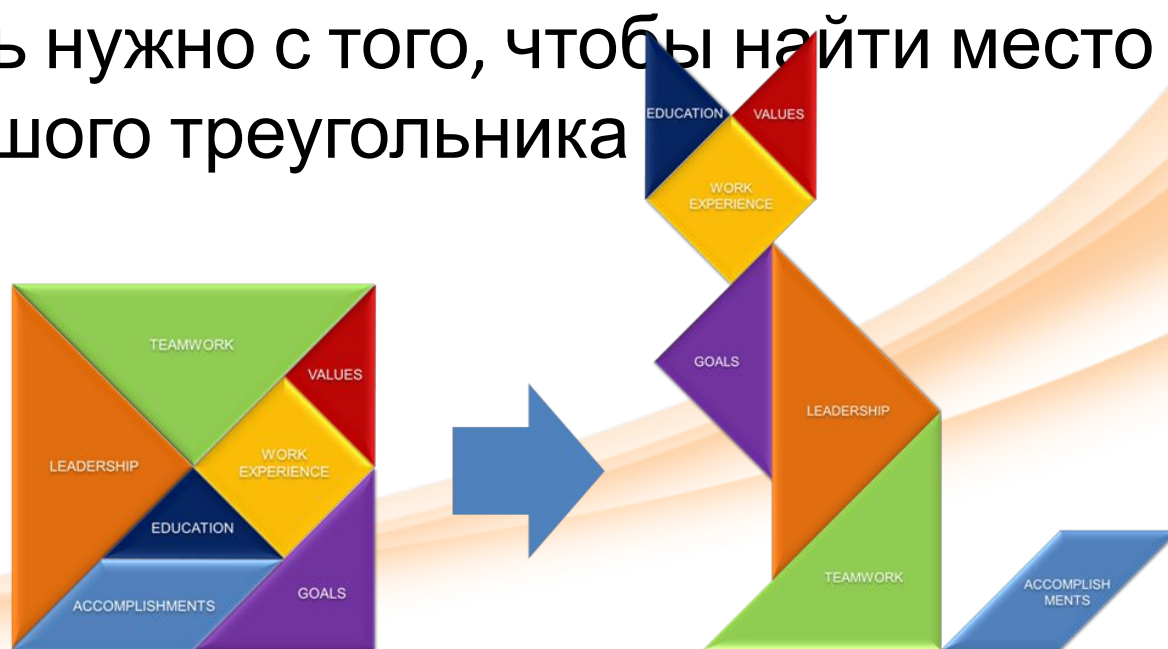 ь нужно с того, чтобы найти место
шого треугольника
EDUCATION
VALUES
WORK
EXPERIENCE
GOALS
LEADERSHIP
TEAMWORK
ACCOMPLISH
MENTS
TEAMWORK
VALUES
LEADERSHIP
WORK
EXPERIENCE
EDUCATION
ACCOMPLISHMENTS
GOALS